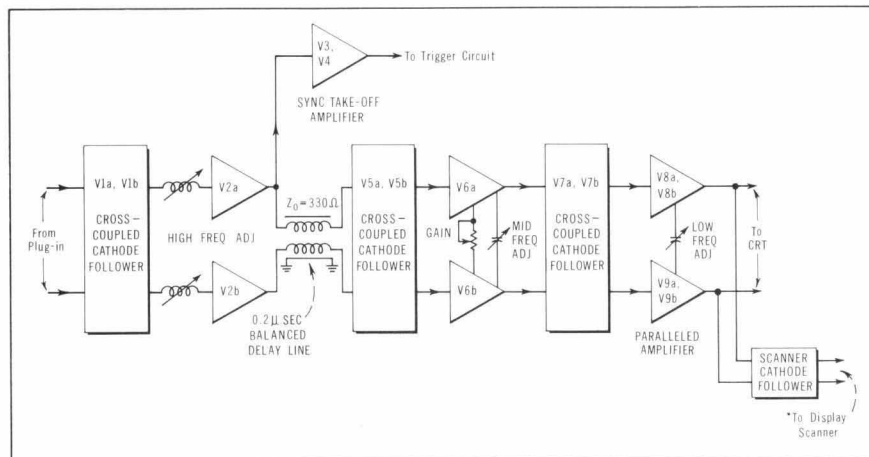 V3,
V4
To Trigger Circuit
SYNC TAKE-OFF
AMPLIFIER
From
Plug-in
V1a, V1b
CROSS-
COUPLED
CATHODE
FOLLOWER
V2a
HIGH FREQ ADJ
V2b
Z₀=330Ω
0.2μ SEC
BALANCED
DELAY LINE
V5a, V5b
CROSS-
COUPLED
CATHODE
FOLLOWER
V6a
GAIN
MID
FREQ
ADJ
V6b
V7a, V7b
CROSS-
COUPLED
CATHODE
FOLLOWER
V8a,
V8b
LOW
FREQ
ADJ
V9a,
V9b
PARALLELED
AMPLIFIER
To
CRT
SCANNER
CATHODE
FOLLOWER
*To Display
Scanner